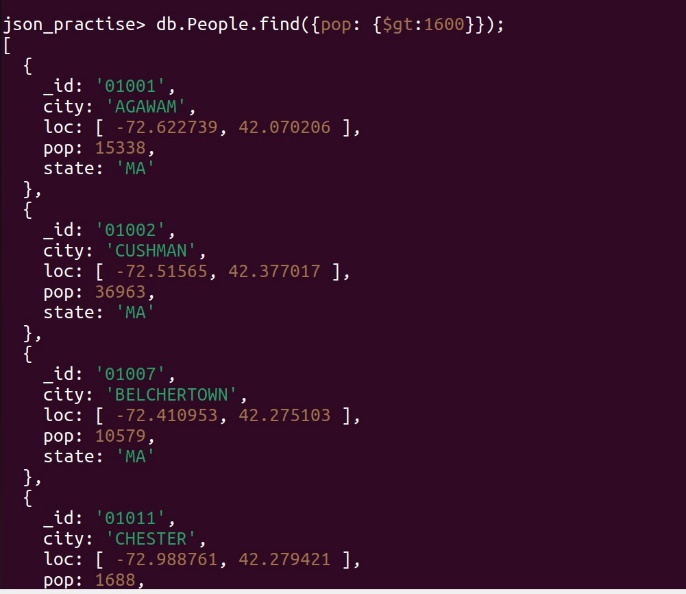 json_practise> db.People.find({pop: {$gt:1600}});
[
  {
    _id: '01001',
    city: 'AGAWAM',
    loc: [ -72.622739, 42.070206 ],
    pop: 15338,
    state: 'MA'
  },
  {
    _id: '01002',
    city: 'CUSHMAN',
    loc: [ -72.51565, 42.377017 ],
    pop: 36963,
    state: 'MA'
  },
  {
    _id: '01007',
    city: 'BELCHERTOWN',
    loc: [ -72.410953, 42.275103 ],
    pop: 10579,
    state: 'MA'
  },
  {
    _id: '01011',
    city: 'CHESTER',
    loc: [ -72.988761, 42.279421 ],
    pop: 1688,